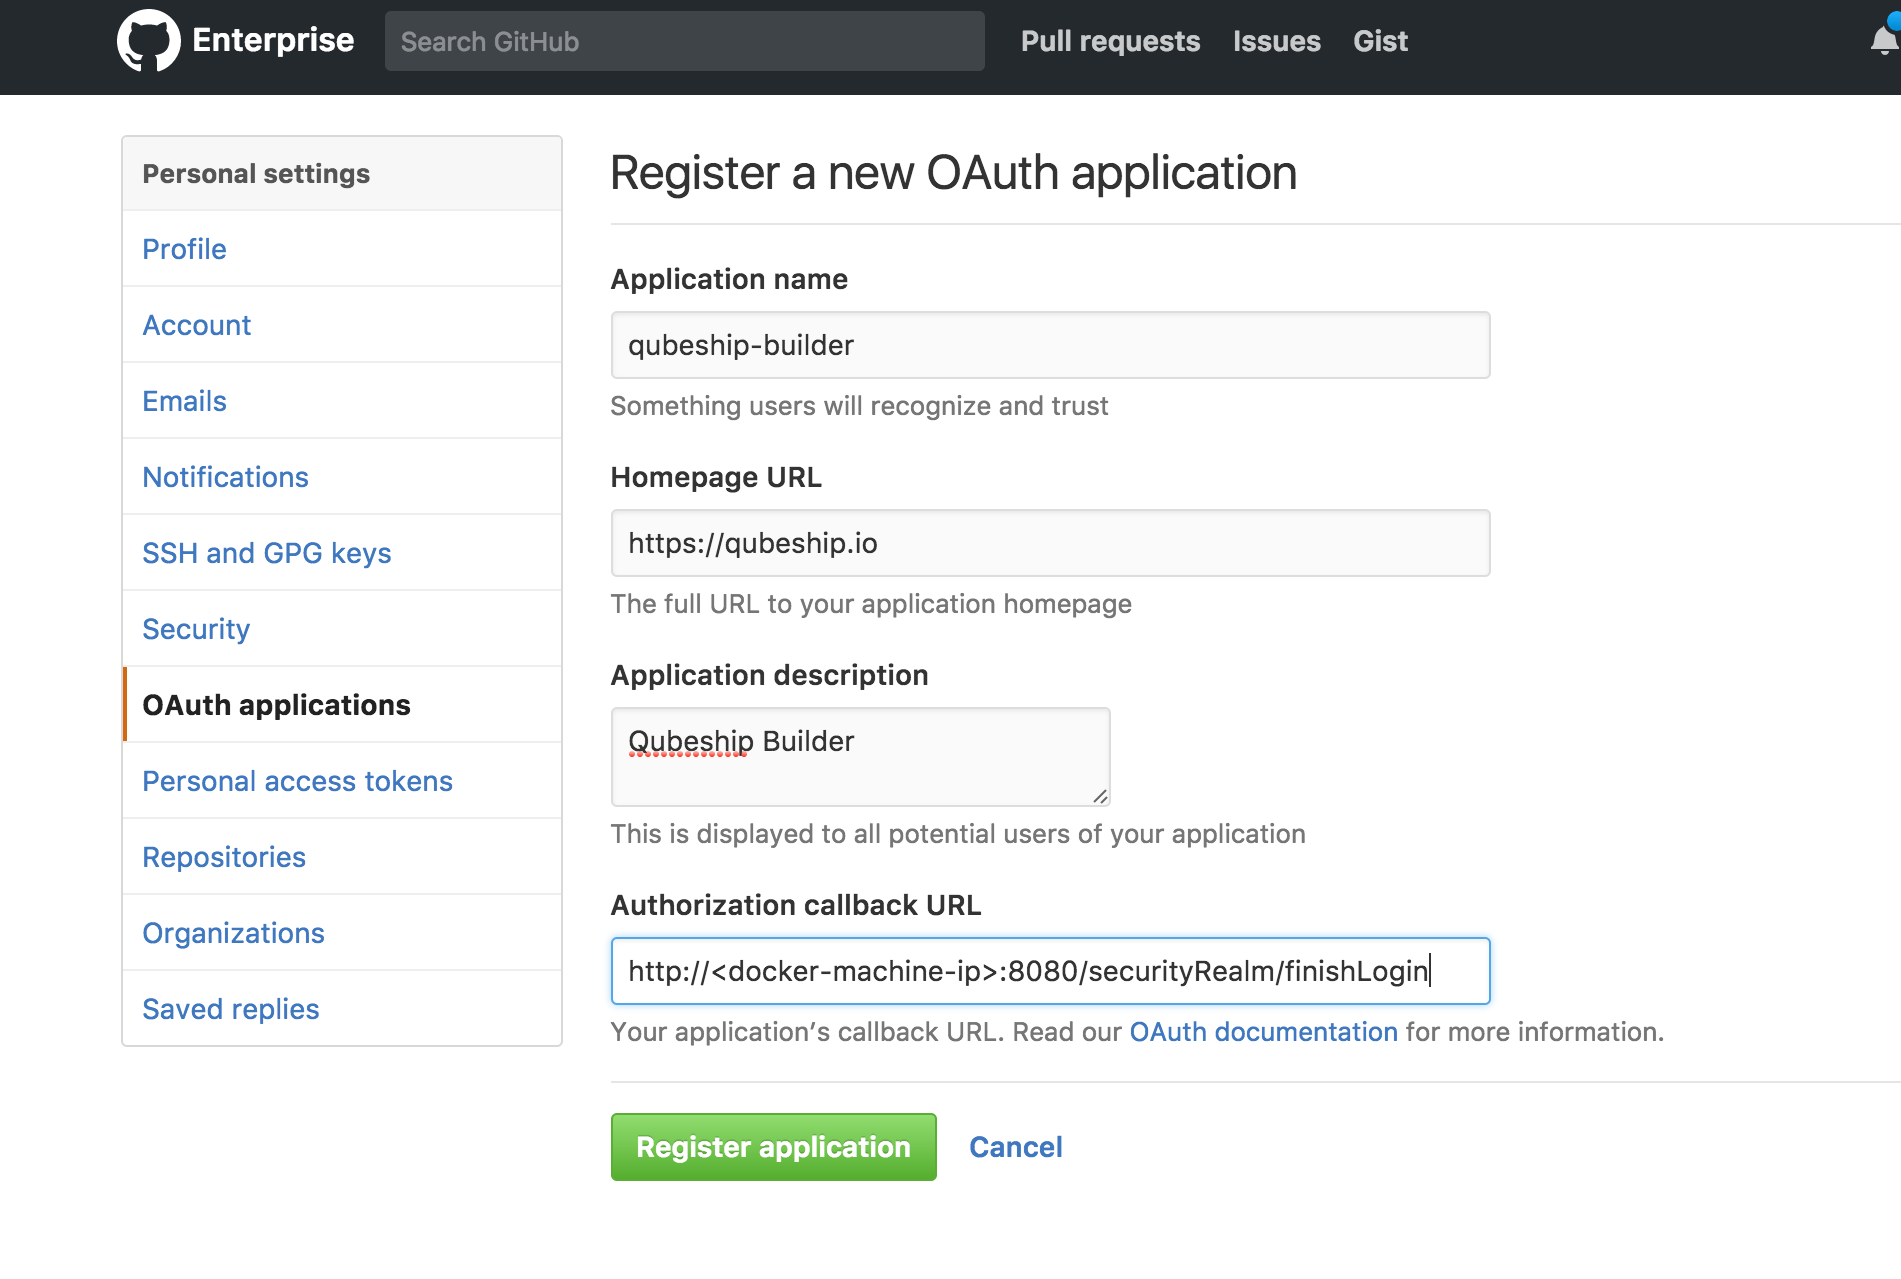 Enterprise
Search GitHub
Pull requests
Issues
Gist
Personal settings
Profile
Account
Emails
Notifications
SSH and GPG keys
Security
OAuth applications
Personal access tokens
Repositories
Organizations
Saved replies
Register a new OAuth application
Application name
qubeship-builder
Something users will recognize and trust
Homepage URL
https://qubeship.io
The full URL to your application homepage
Application description
Qubeship Builder
This is displayed to all potential users of your application
Authorization callback URL
http://<docker-machine-ip>:8080/securityRealm/finishLogin
Your application’s callback URL. Read our OAuth documentation for more information.
Register application
Cancel